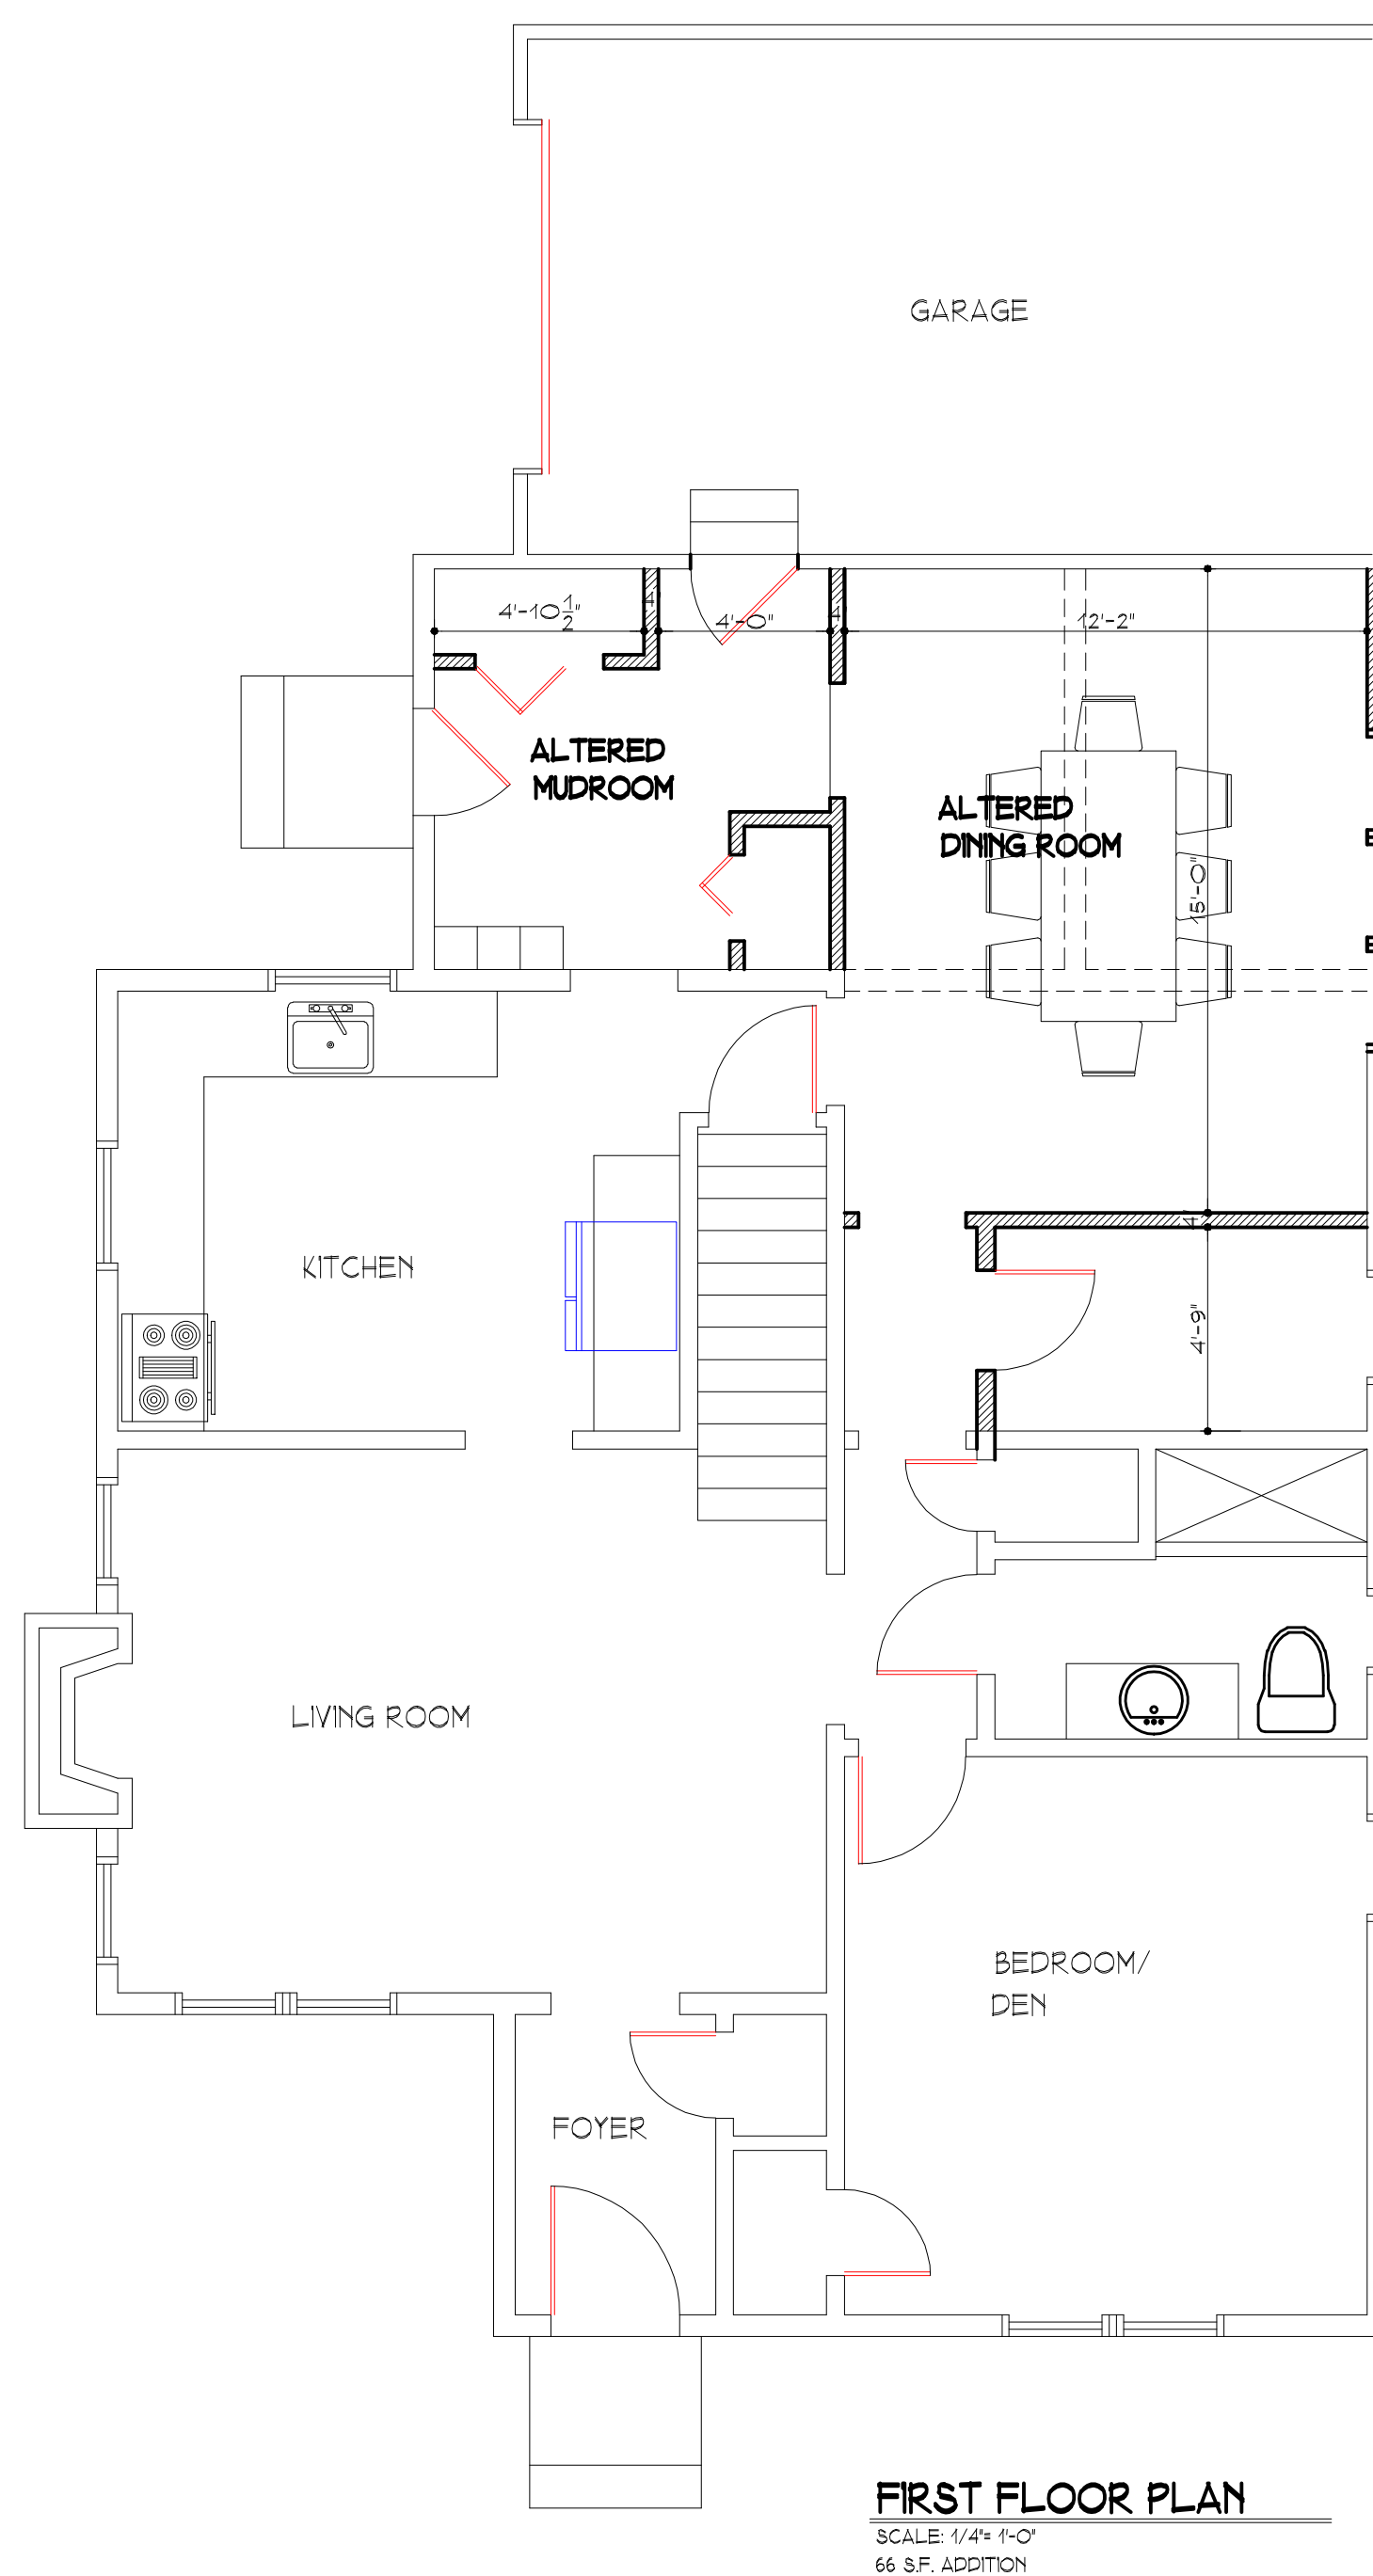 GARAGE
4'-10 1/2"
4"
4'-0"
4"
12'-2"
ALTERED
MUDROOM
ALTERED
DINING ROOM
15'-0"
KITCHEN
4"
4'-9"
LIVING ROOM
BEDROOM/
DEN
FOYER
FIRST FLOOR PLAN
SCALE: 1/4"= 1'-0"
66 S.F. ADDITION